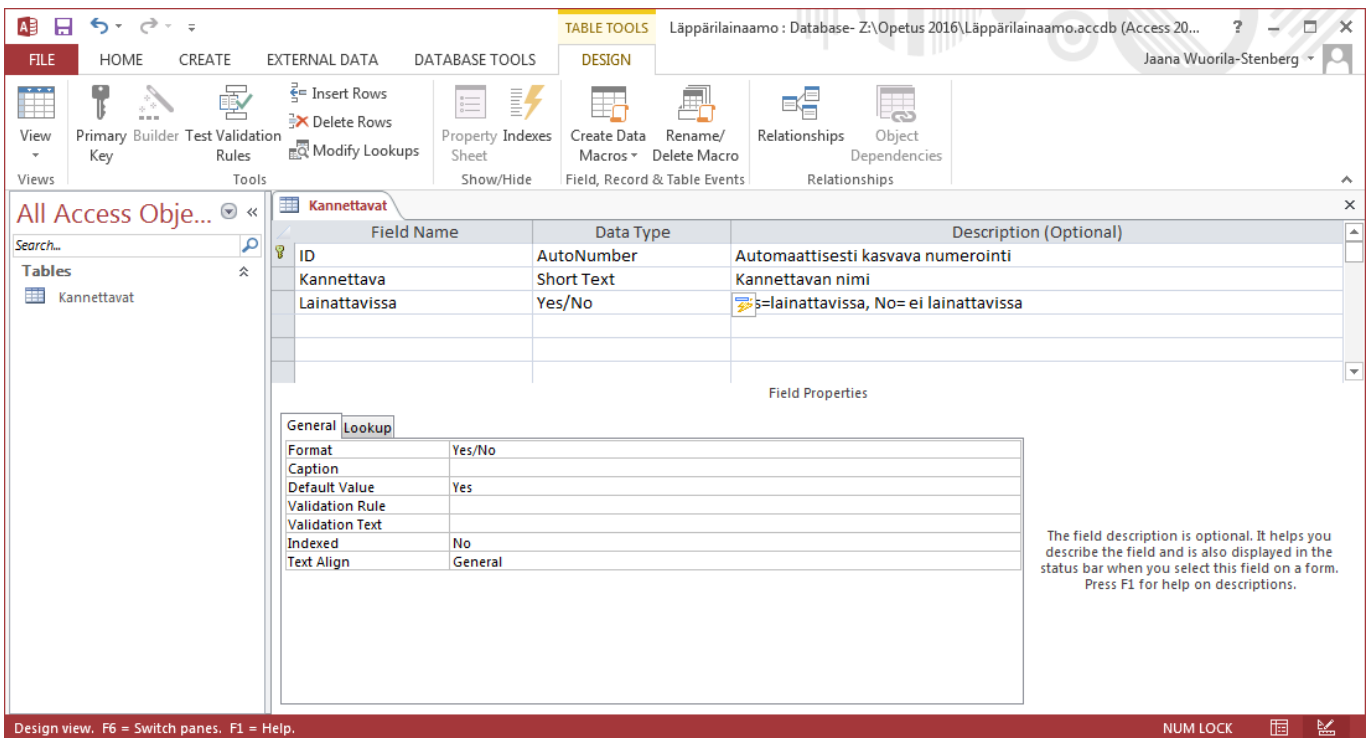 TABLE TOOLS Läppärilainaamo : Database- Z:\Opetus 2016\Läppärilainaamo.accdb (Access 20... ?
FILE HOME CREATE EXTERNAL DATA DATABASE TOOLS DESIGN Jaana Wuorila-Stenberg
View Primary Key Builder Test Validation Rules
Insert Rows
Delete Rows
Modify Lookups
Property Sheet Indexes Create Data Macros Rename/ Delete Macro Relationships Object Dependencies
Views Tools Show/Hide Field, Record & Table Events Relationships
All Access Obje... «
Search...
Tables
Kannettavat
Kannettavat
Field Name Data Type Description (Optional)
ID AutoNumber Automaattisesti kasvava numerointi
Kannettava Short Text Kannettavan nimi
Lainattavissa Yes/No s=lainattavissa, No= ei lainattavissa
Field Properties
General Lookup
Format Yes/No
Caption
Default Value Yes
Validation Rule
Validation Text
Indexed No
Text Align General
The field description is optional. It helps you
describe the field and is also displayed in the
status bar when you select this field on a form.
Press F1 for help on descriptions.
Design view. F6 = Switch panes. F1 = Help. NUM LOCK